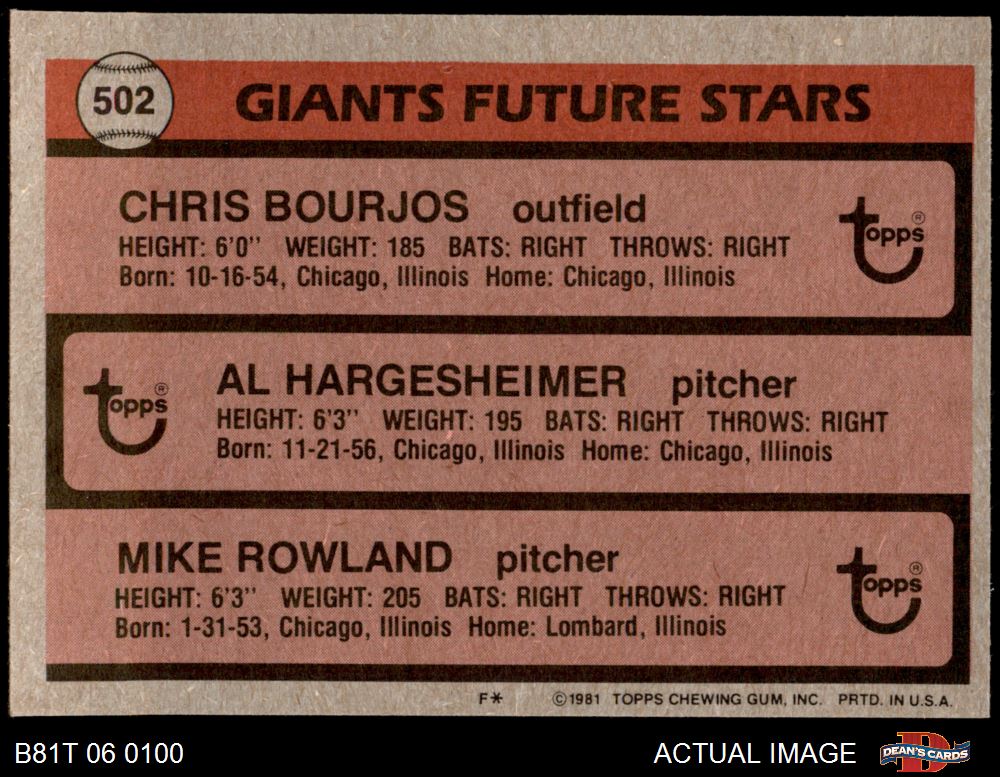 502 GIANTS FUTURE STARS
CHRIS BOURJOS outfield
HEIGHT: 6'0" WEIGHT: 185 BATS: RIGHT THROWS: RIGHT
Born: 10-16-54, Chicago, Illinois Home: Chicago, Illinois
topps ®
AL HARGESHEIMER pitcher
HEIGHT: 6'3" WEIGHT: 195 BATS: RIGHT THROWS: RIGHT
Born: 11-21-56, Chicago, Illinois Home: Chicago, Illinois
topps ®
MIKE ROWLAND pitcher
HEIGHT: 6'3" WEIGHT: 205 BATS: RIGHT THROWS: RIGHT
Born: 1-31-53, Chicago, Illinois Home: Lombard, Illinois
topps ®
F* ©1981 TOPPS CHEWING GUM, INC. PRTD. IN U.S.A.
B81T 06 0100 ACTUAL IMAGE DEAN'S CARDS